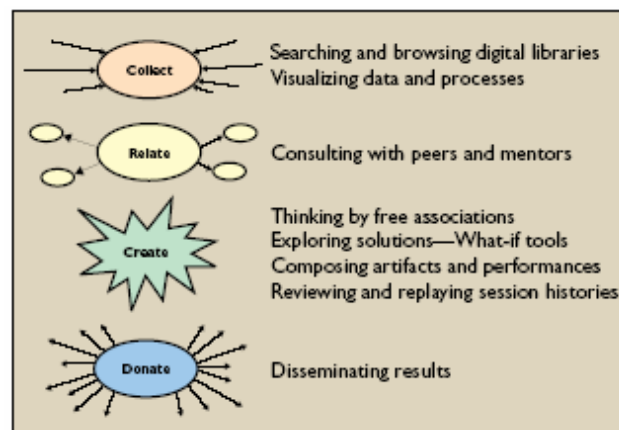 Collect
Searching and browsing digital libraries
Visualizing data and processes
Relate
Consulting with peers and mentors
Create
Thinking by free associations
Exploring solutions—What-if tools
Composing artifacts and performances
Reviewing and replaying session histories
Donate
Disseminating results